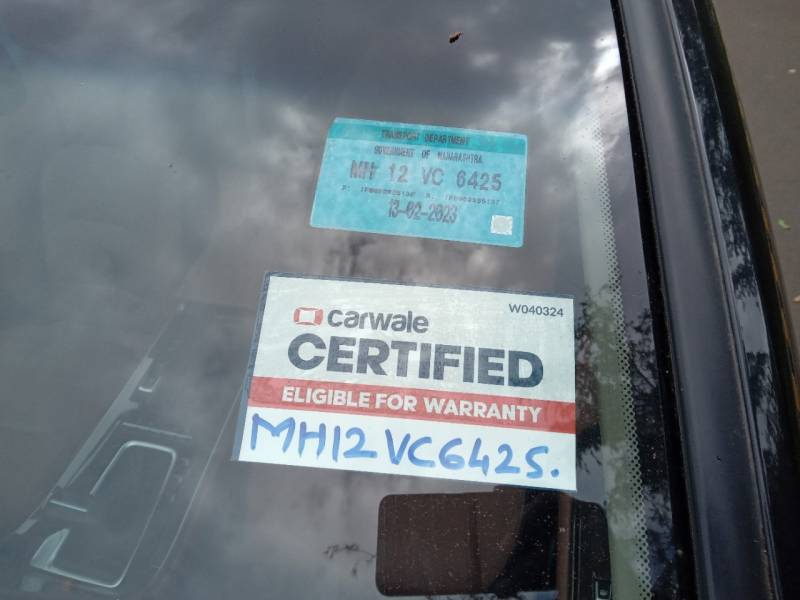 TRANSPORT DEPARTMENT
GOVERNMENT OF MAHARASHTRA
MH 12 VC 6425
13-02-2023
W040324
carwale
CERTIFIED
ELIGIBLE FOR WARRANTY
MH12VC6425.